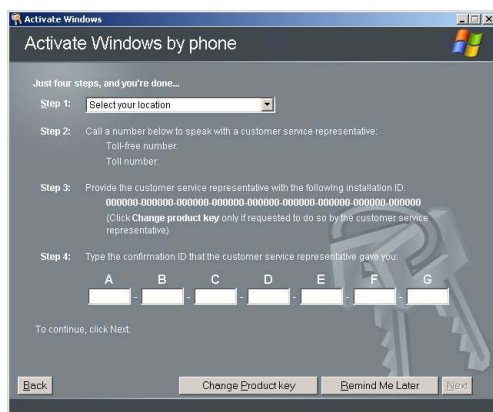 Activate Windows
Activate Windows by phone
Just four steps, and you're done...
Step 1: Select your location
Step 2: Call a number below to speak with a customer service representative:
Toll-free number:
Toll number:
Step 3: Provide the customer service representative with the following installation ID:
000000-000000-000000-000000-000000-000000-000000-000000-000000
(Click Change product key only if requested to do so by the customer service
representative)
Step 4: Type the confirmation ID that the customer service representative gave you:
A B C D E F G
- - - - - -
To continue, click Next.
Back Change Product key Remind Me Later Next